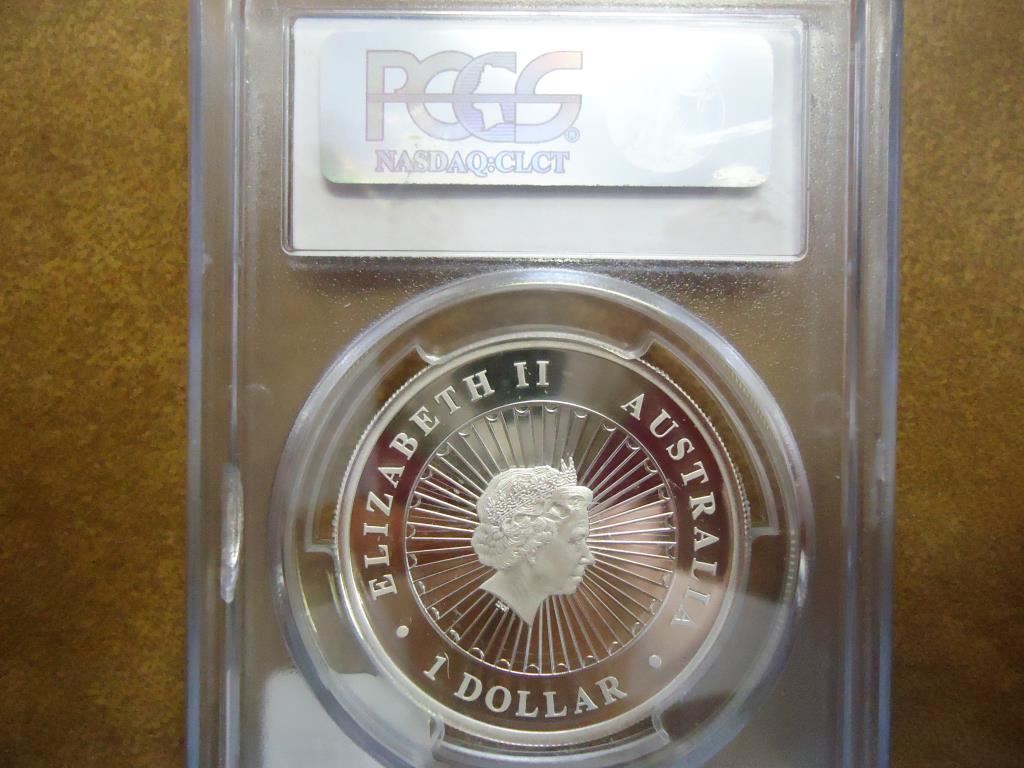 PCGS
NASDAQ:CLCT
ELIZABETH II AUSTRALIA
1 DOLLAR